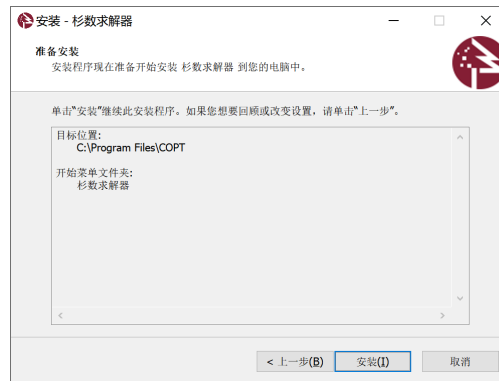 安装 - 杉数求解器
准备安装
安装程序现在准备开始安装 杉数求解器 到您的电脑中。
单击“安装”继续此安装程序。如果您想要回顾或改变设置，请单击“上一步”。
目标位置:
C:\Program Files\COPT
开始菜单文件夹:
杉数求解器
< 上一步(B)
安装(I)
取消